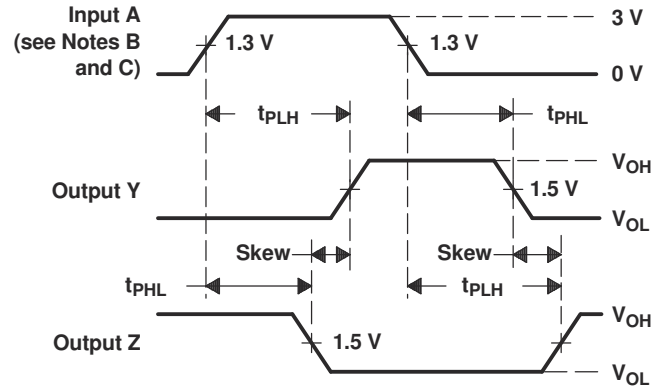 Input A
(see Notes B
and C)
1.3 V
1.3 V
3 V
0 V
tPLH
tPHL
Output Y
1.5 V
VOH
VOL
Skew
Skew
tPHL
tPLH
Output Z
1.5 V
VOH
VOL